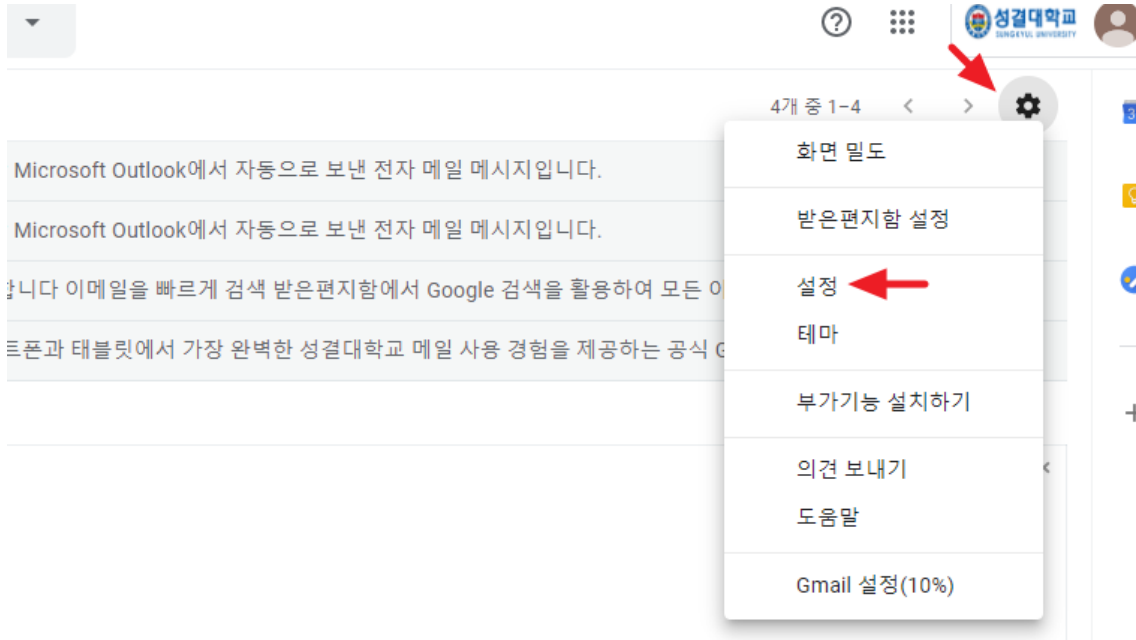 성결대학교
SUNGKYUL UNIVERSITY
4개 중 1–4
Microsoft Outlook에서 자동으로 보낸 전자 메일 메시지입니다.
Microsoft Outlook에서 자동으로 보낸 전자 메일 메시지입니다.
합니다 이메일을 빠르게 검색 받은편지함에서 Google 검색을 활용하여 모든 이
트폰과 태블릿에서 가장 완벽한 성결대학교 메일 사용 경험을 제공하는 공식 G
화면 밀도
받은편지함 설정
설정
테마
부가기능 설치하기
의견 보내기
도움말
Gmail 설정(10%)
3